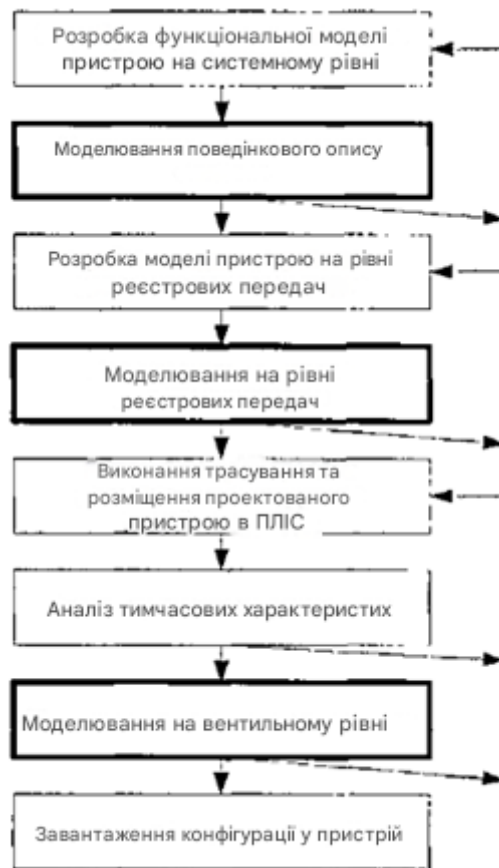 Розробка функціональної моделі
пристрою на системному рівні
Моделювання поведінкового опису
Розробка моделі пристрою на рівні
реєстрових передач
Моделювання на рівні
реєстрових передач
Виконання трасування та
розміщення проектованого
пристрою в ПЛІС
Аналіз тимчасових характеристих
Моделювання на вентильному рівні
Завантаження конфігурації у пристрій